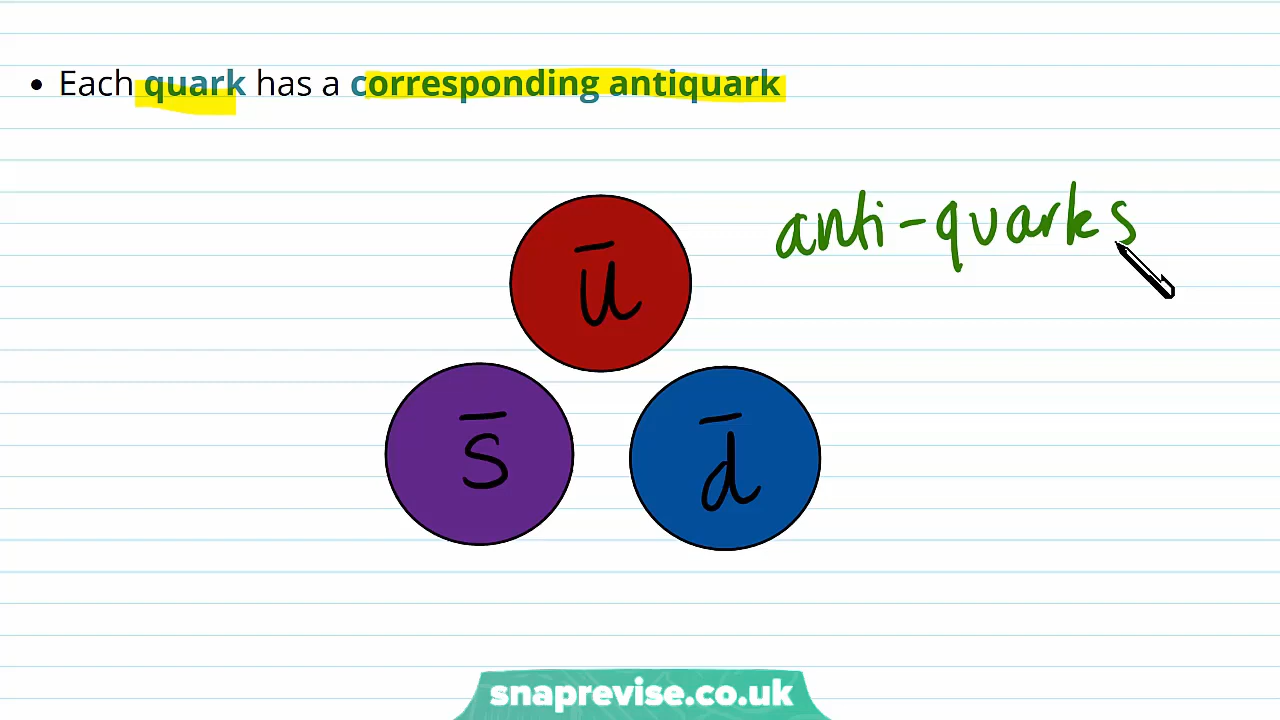 • Each quark has a corresponding antiquark
anti-quarks
ū
s̄
d̄
snaprevise.co.uk